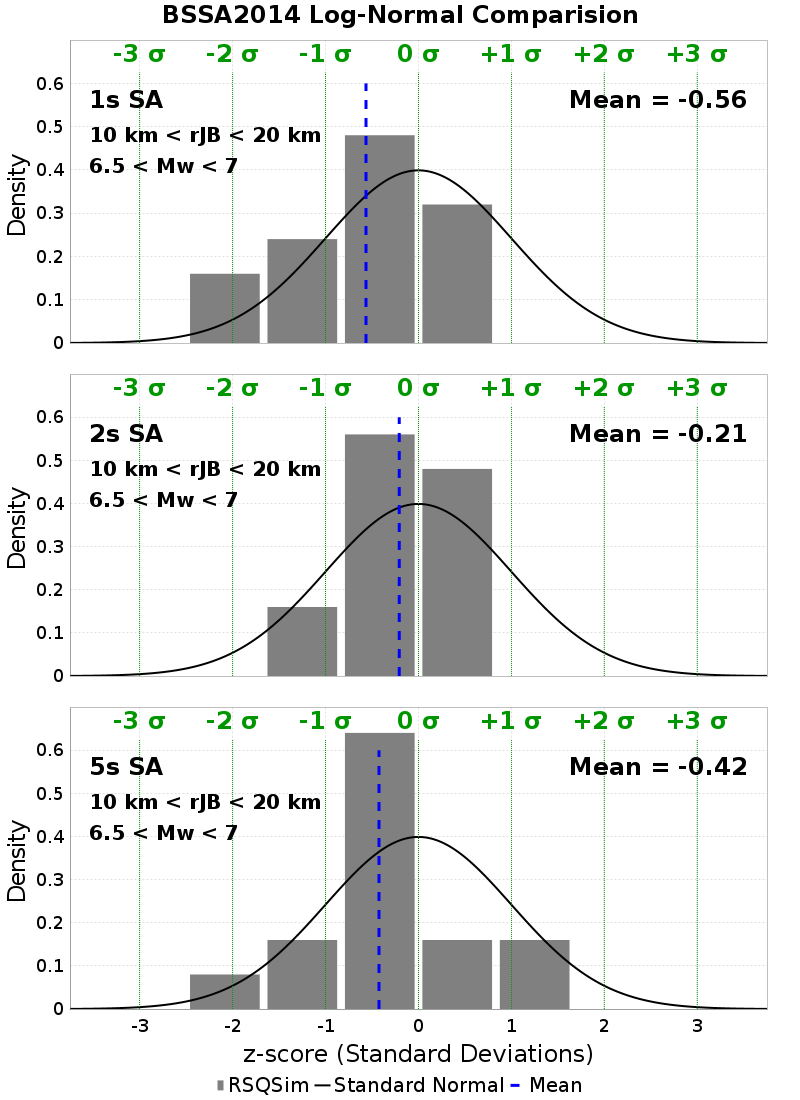 BSSA2014 Log-Normal Comparision
-3 σ -2 σ -1 σ 0 σ +1 σ +2 σ +3 σ
0.6
1s SA Mean = -0.56
0.5
10 km < rJB < 20 km
6.5 < Mw < 7
0.4
0.3
0.2
0.1
0
Density
-3 σ -2 σ -1 σ 0 σ +1 σ +2 σ +3 σ
0.6
2s SA Mean = -0.21
0.5
10 km < rJB < 20 km
6.5 < Mw < 7
0.4
0.3
0.2
0.1
0
Density
-3 σ -2 σ -1 σ 0 σ +1 σ +2 σ +3 σ
0.6
5s SA Mean = -0.42
0.5
10 km < rJB < 20 km
6.5 < Mw < 7
0.4
0.3
0.2
0.1
0
Density
-3 -2 -1 0 1 2 3
z-score (Standard Deviations)
RSQSim Standard Normal Mean